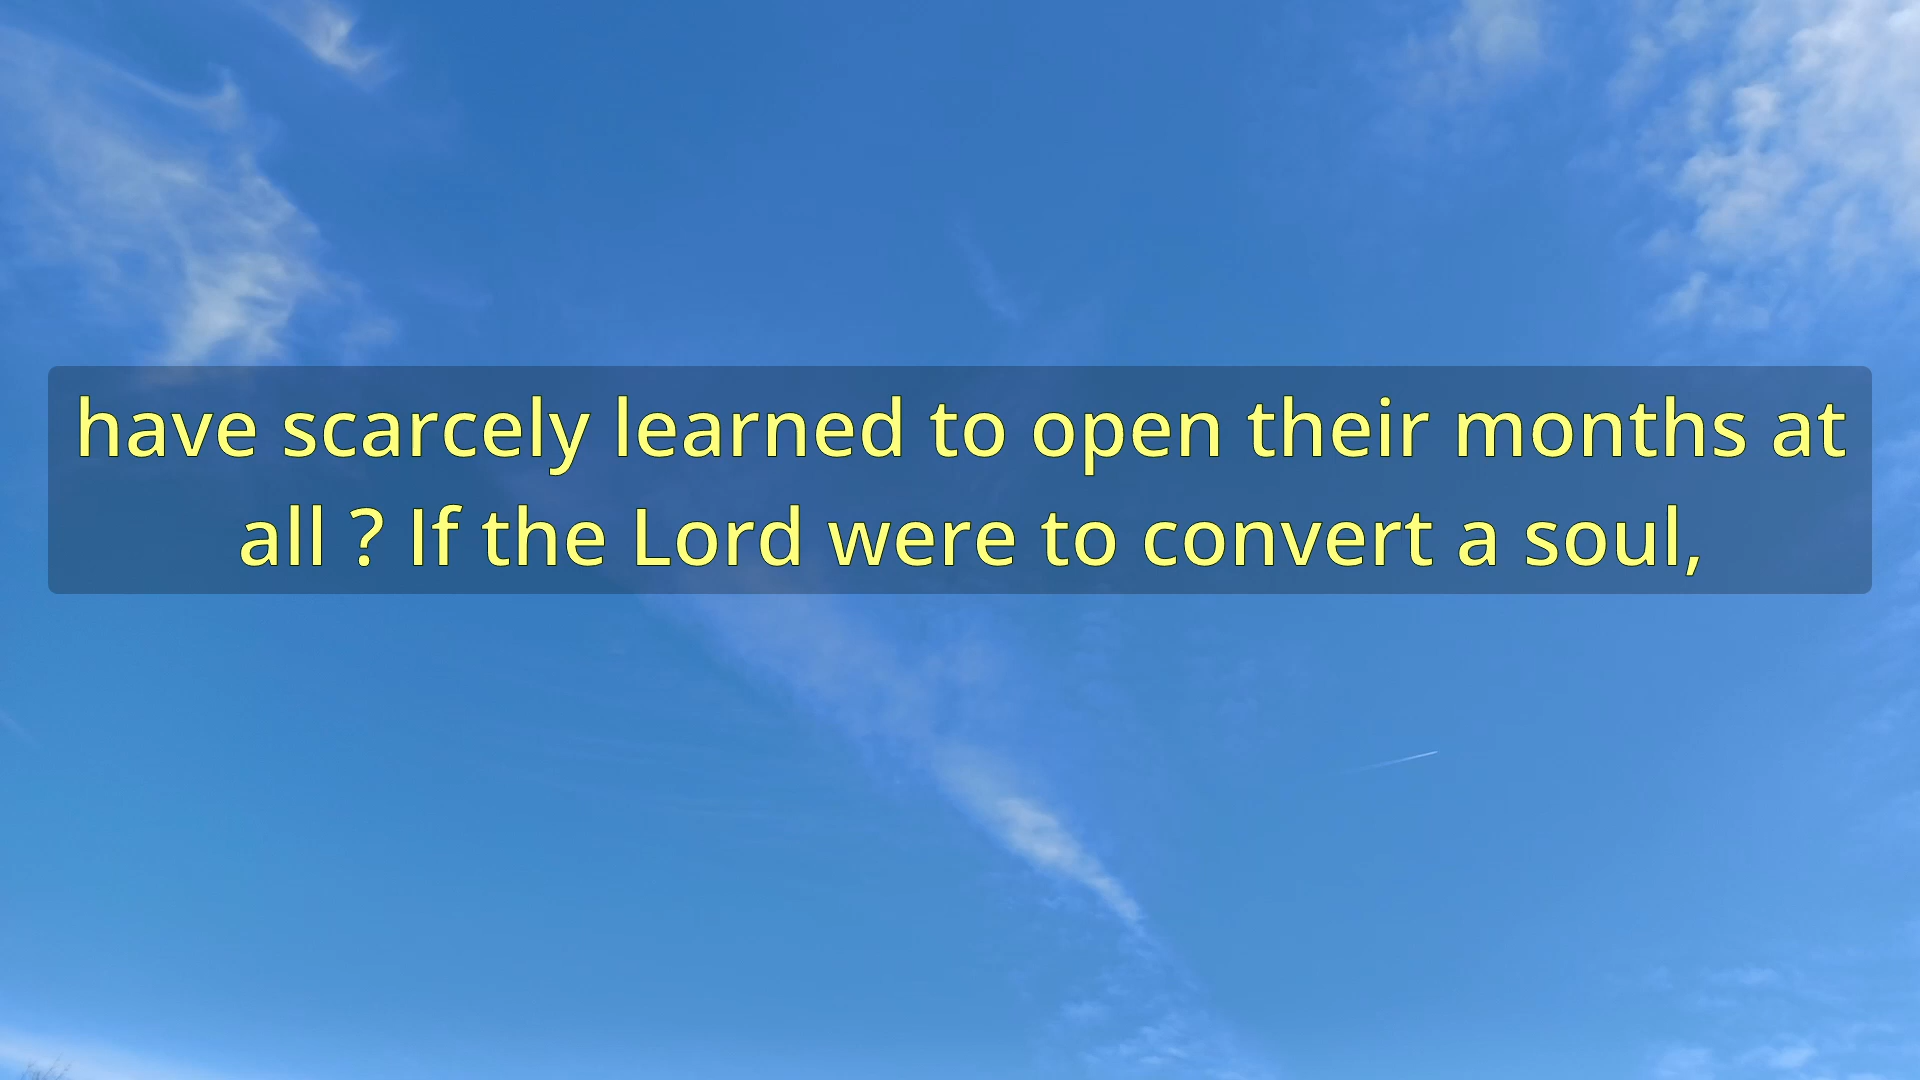 have scarcely learned to open their months at
all ? If the Lord were to convert a soul,